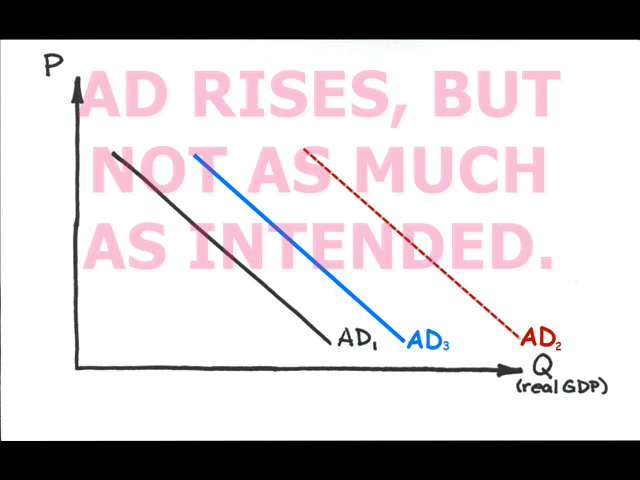 P
AD RISES, BUT
NOT AS MUCH
AS INTENDED.
AD1
AD3
AD2
Q
(real GDP)